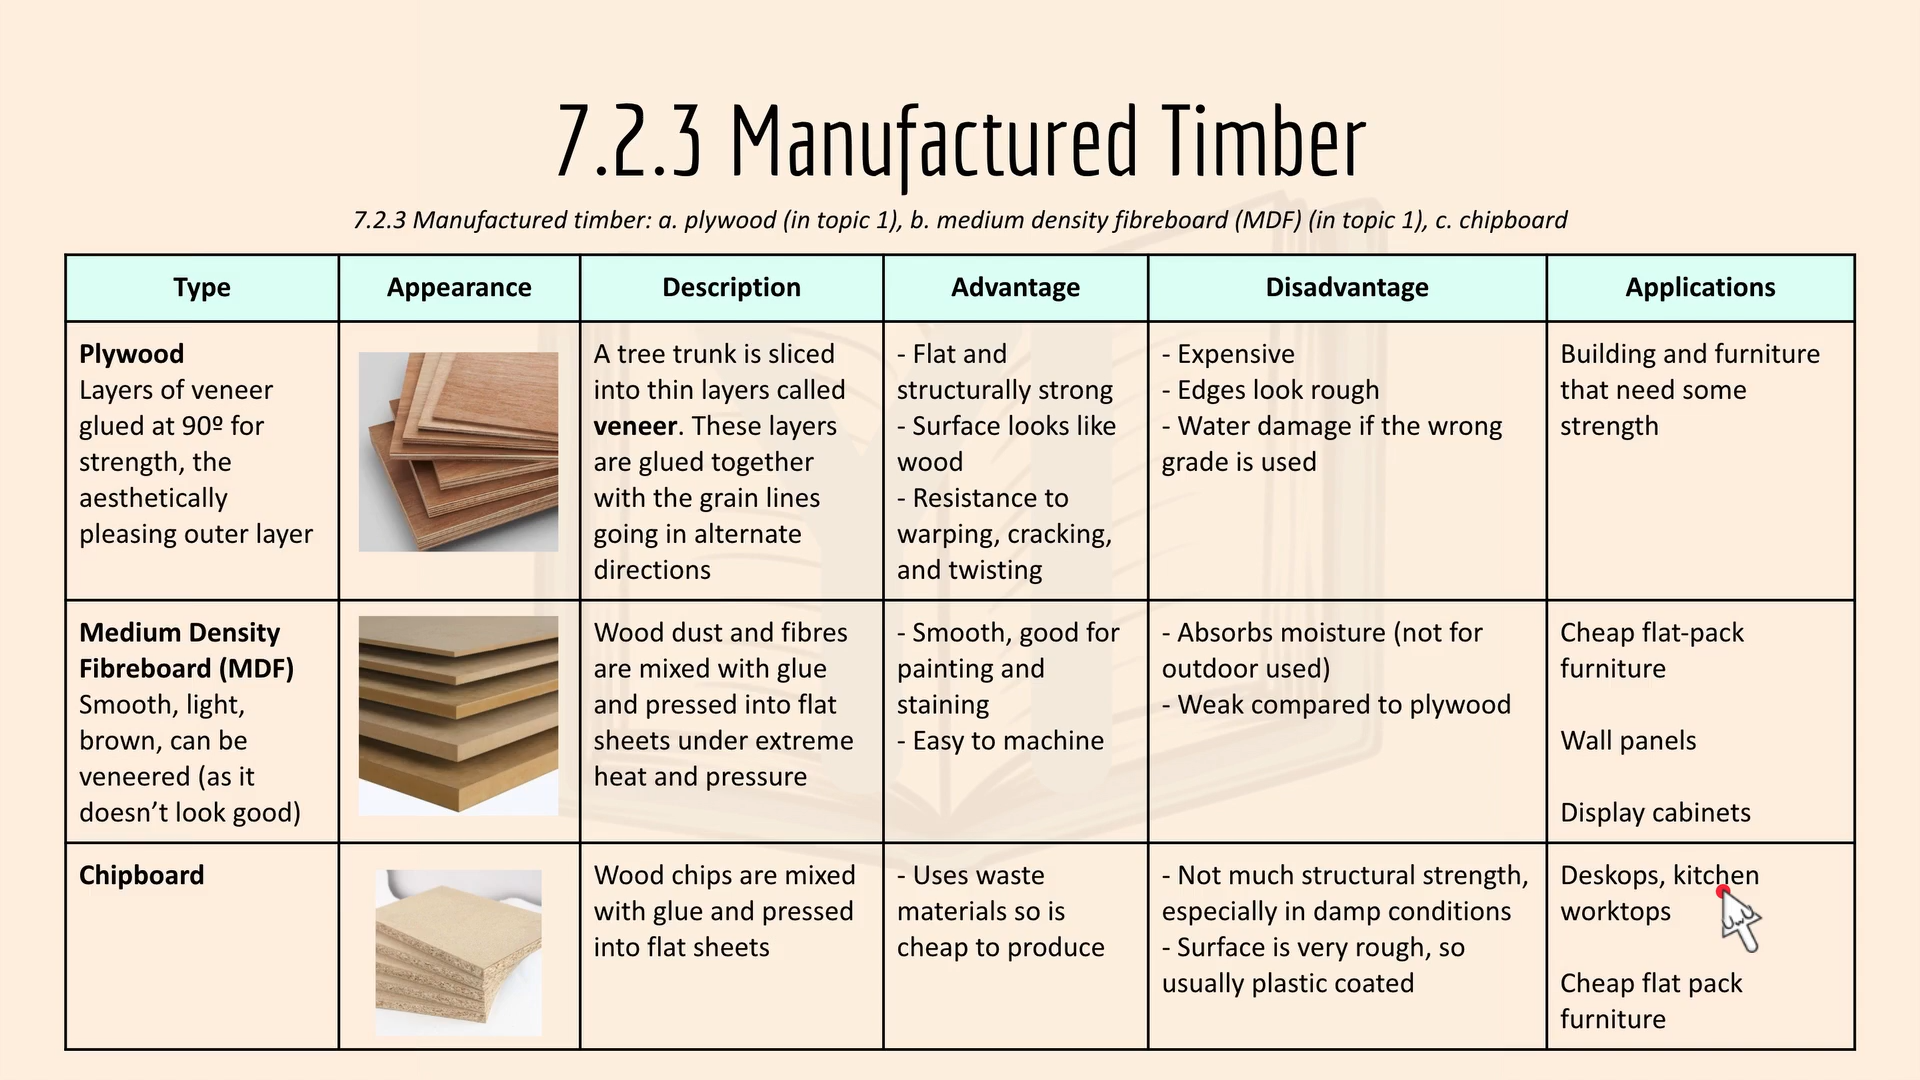 7.2.3 Manufactured Timber
7.2.3 Manufactured timber: a. plywood (in topic 1), b. medium density fibreboard (MDF) (in topic 1), c. chipboard
Type
Appearance
Description
Advantage
Disadvantage
Applications
Plywood
Layers of veneer
glued at 90º for
strength, the
aesthetically
pleasing outer layer
A tree trunk is sliced
into thin layers called
veneer. These layers
are glued together
with the grain lines
going in alternate
directions
- Flat and
structurally strong
- Surface looks like
wood
- Resistance to
warping, cracking,
and twisting
- Expensive
- Edges look rough
- Water damage if the wrong
grade is used
Building and furniture
that need some
strength
Medium Density
Fibreboard (MDF)
Smooth, light,
brown, can be
veneered (as it
doesn’t look good)
Wood dust and fibres
are mixed with glue
and pressed into flat
sheets under extreme
heat and pressure
- Smooth, good for
painting and
staining
- Easy to machine
- Absorbs moisture (not for
outdoor used)
- Weak compared to plywood
Cheap flat-pack
furniture
Wall panels
Display cabinets
Chipboard
Wood chips are mixed
with glue and pressed
into flat sheets
- Uses waste
materials so is
cheap to produce
- Not much structural strength,
especially in damp conditions
- Surface is very rough, so
usually plastic coated
Deskops, kitchen
worktops
Cheap flat pack
furniture